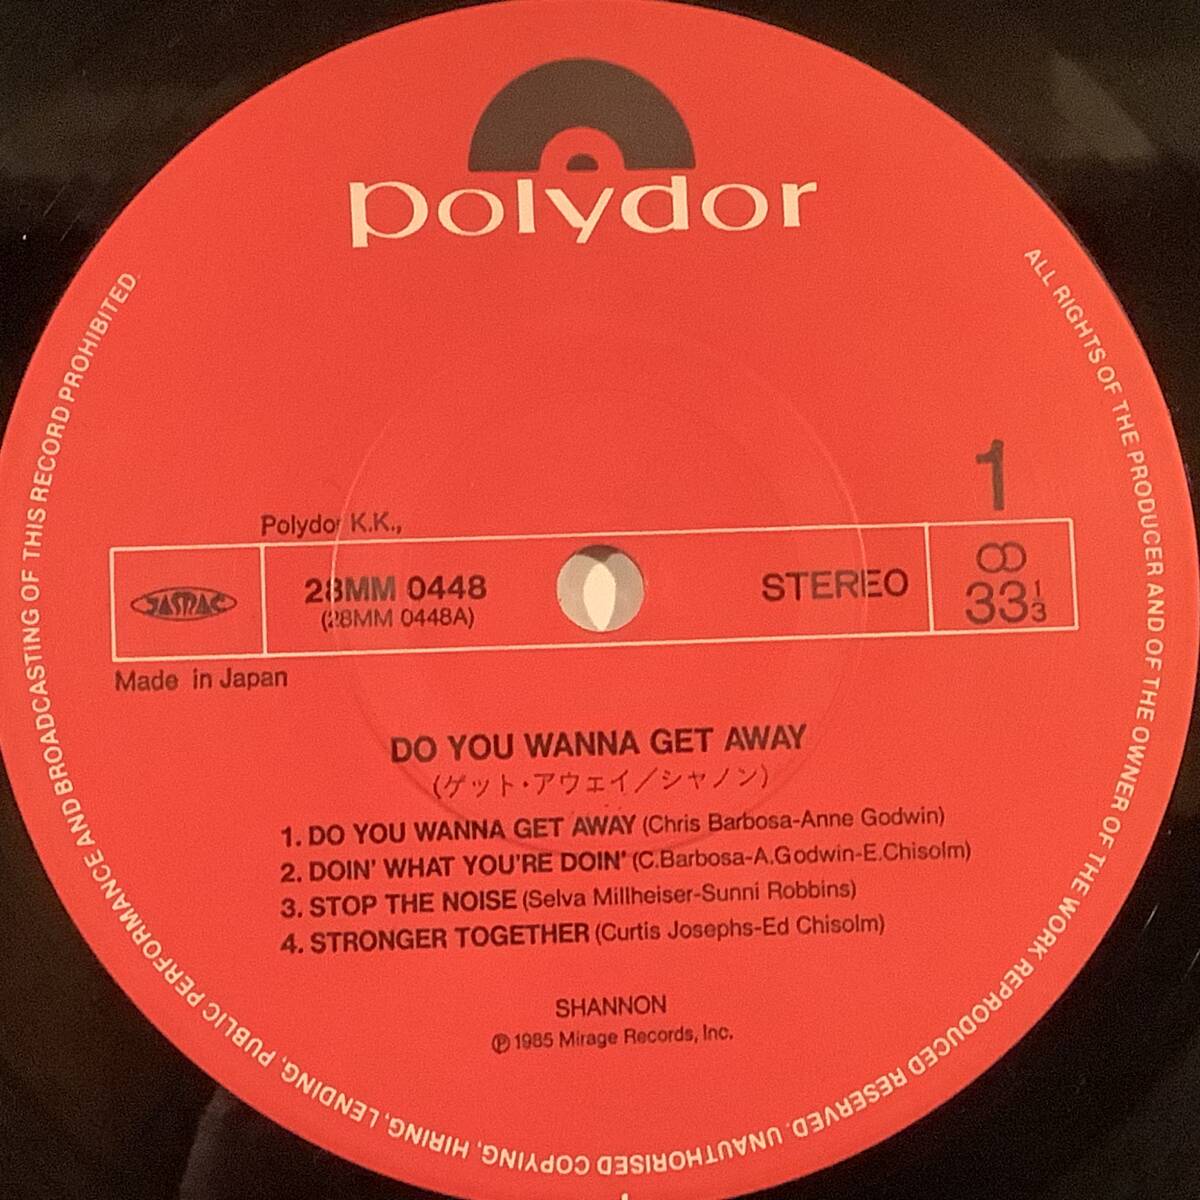 polydor
1
Polydor K.K.,
JASRAC
28MM 0448
(28MM 0448A)
STEREO
33 1/3
Made in Japan
DO YOU WANNA GET AWAY
(ゲット・アウェイ/シャノン)
1. DO YOU WANNA GET AWAY (Chris Barbosa-Anne Godwin)
2. DOIN' WHAT YOU'RE DOIN' (C.Barbosa-A.Godwin-E.Chisolm)
3. STOP THE NOISE (Selva Millheiser-Sunni Robbins)
4. STRONGER TOGETHER (Curtis Josephs-Ed Chisolm)
SHANNON
℗ 1985 Mirage Records, Inc.
ALL RIGHTS OF THE PRODUCER AND OF THE OWNER OF THE WORK REPRODUCED RESERVED. UNAUTHORISED COPYING, HIRING, LENDING, PUBLIC PERFORMANCE AND BROADCASTING OF THIS RECORD PROHIBITED.